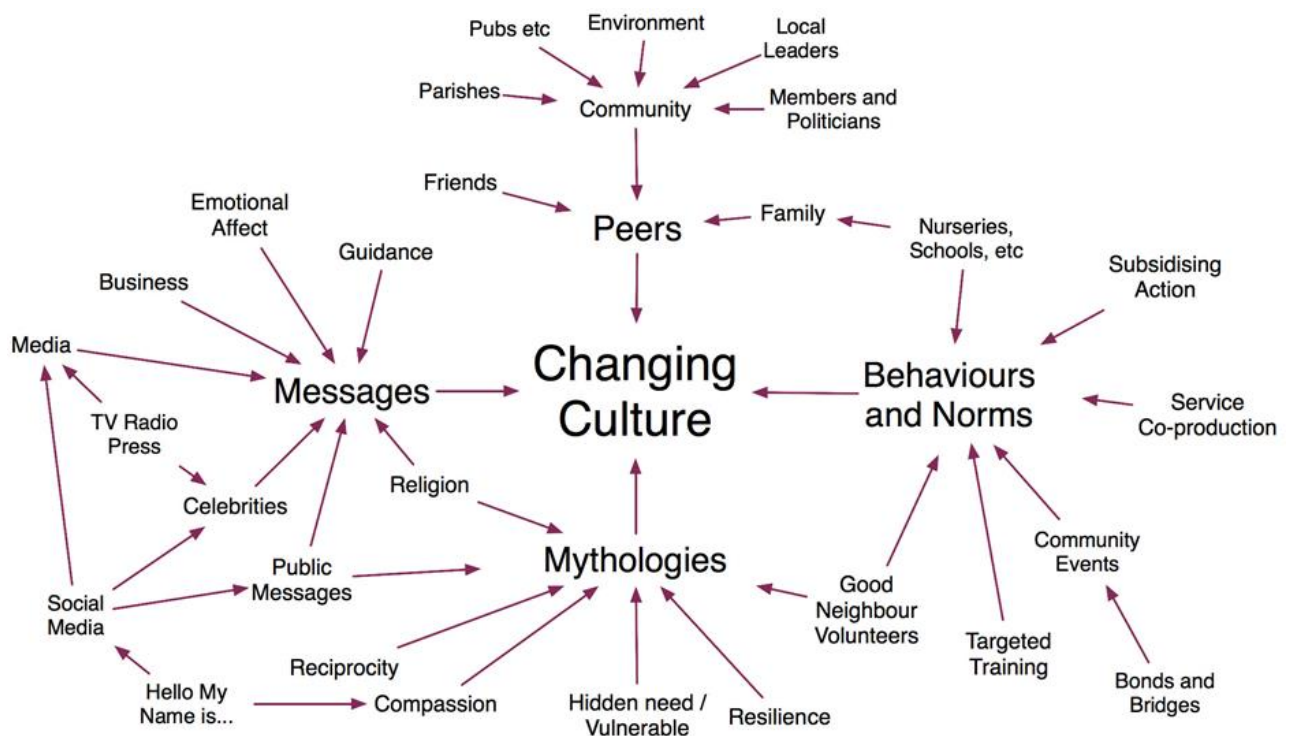 Pubs etc
Environment
Local
Leaders
Parishes
Community
Members and
Politicians
Friends
Peers
Family
Nurseries,
Schools, etc
Emotional
Affect
Guidance
Business
Subsidising
Action
Media
Messages
Changing
Culture
Behaviours
and Norms
TV Radio
Press
Service
Co-production
Celebrities
Religion
Public
Messages
Mythologies
Community
Events
Good
Neighbour
Volunteers
Social
Media
Targeted
Training
Reciprocity
Hello My
Name is...
Compassion
Hidden need /
Vulnerable
Resilience
Bonds and
Bridges